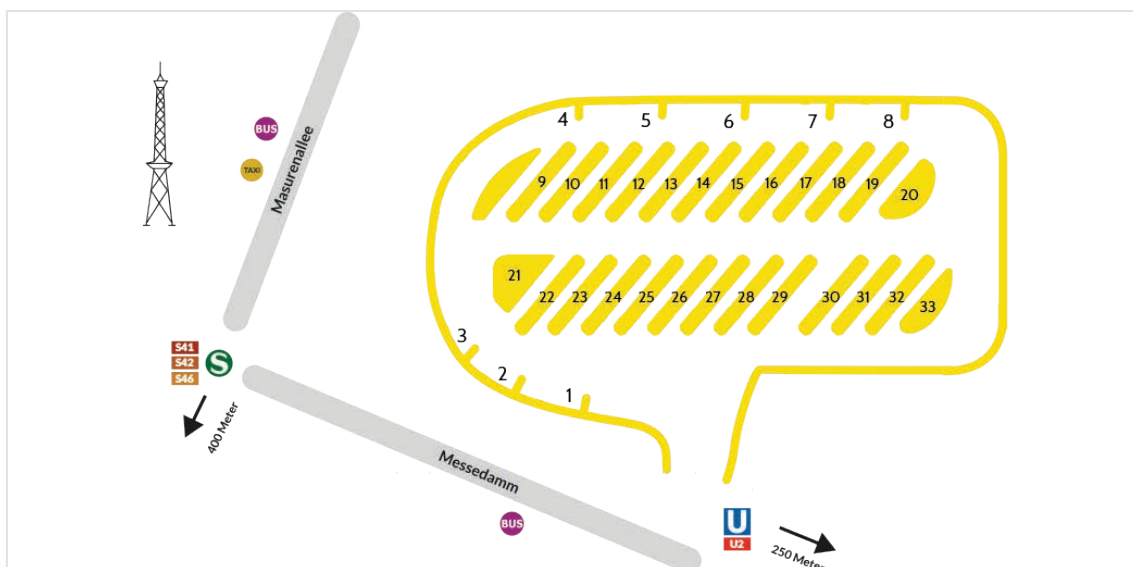 BUS
TAXI
Masurenallee
4 5 6 7 8
9 10 11 12 13 14 15 16 17 18 19 20
21 22 23 24 25 26 27 28 29 30 31 32 33
3
2
1
S41
S42
S46
S
400 Meter
Messedamm
BUS
U
U2
250 Meter